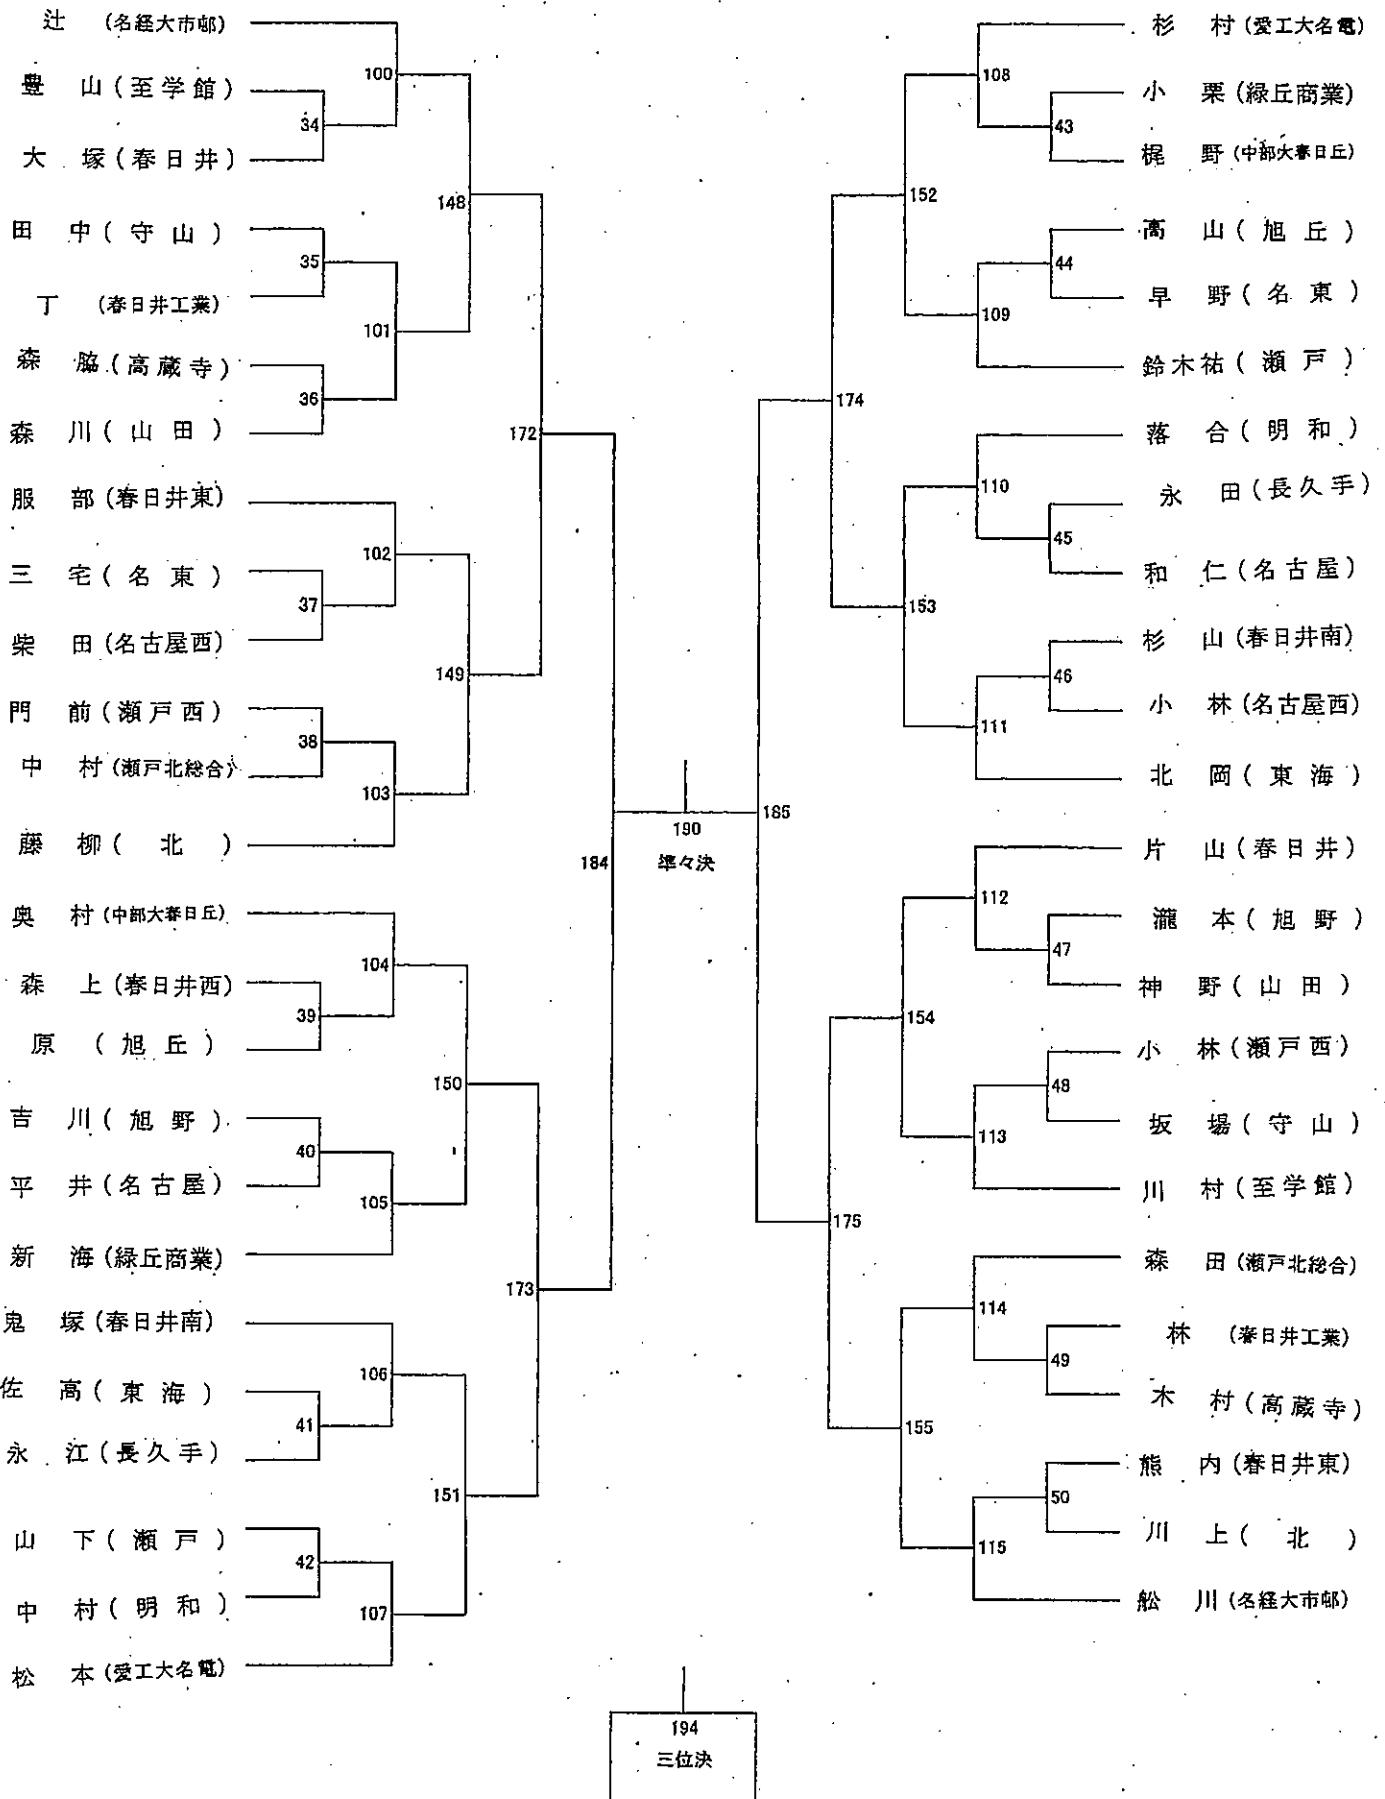 辻 (名経大市邨)
100
豊 山 (至学館)
34
大 塚 (春日井)
148
田 中 (守 山)
35
丁 (春日井工業)
101
森 脇 (高蔵寺)
36
森 川 (山 田)
172
服 部 (春日井東)
102
三 宅 (名 東)
37
柴 田 (名古屋西)
149
門 前 (瀬戸西)
38
中 村 (瀬戸北総合)
103
藤 柳 (北)
184
奥 村 (中部大春日丘)
104
森 上 (春日井西)
39
原 (旭 丘)
150
吉 川 (旭 野)
40
平 井 (名古屋)
105
新 海 (緑丘商業)
173
鬼 塚 (春日井南)
106
佐 高 (東 海)
41
永 江 (長久手)
151
山 下 (瀬 戸)
42
中 村 (明 和)
107
松 本 (愛工大名電)
190
準々決
杉 村 (愛工大名電)
108
小 栗 (緑丘商業)
43
梶 野 (中部大春日丘)
152
高 山 (旭 丘)
44
早 野 (名 東)
109
鈴木祐 (瀬 戸)
174
落 合 (明 和)
110
永 田 (長久手)
45
和 仁 (名古屋)
153
杉 山 (春日井南)
46
小 林 (名古屋西)
111
北 岡 (東 海)
185
片 山 (春日井)
112
瀧 本 (旭 野)
47
神 野 (山 田)
154
小 林 (瀬戸西)
48
坂 場 (守 山)
113
川 村 (至学館)
175
森 田 (瀬戸北総合)
114
林 (春日井工業)
49
木 村 (高蔵寺)
155
熊 内 (春日井東)
50
川 上 (北)
115
舩 川 (名経大市邨)
194
三位決